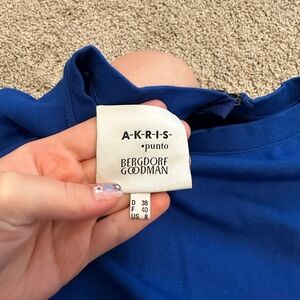 A-K-R-I-S-
•punto
BERGDORF
GOODMAN
D 38
F 40
US 8